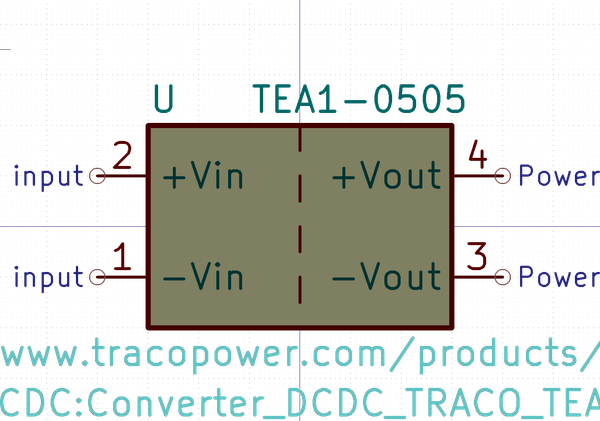 U TEA1-0505
2 4
input +Vin +Vout Power
1 3
input -Vin -Vout Power
www.tracopower.com/products/
CDC:Converter_DCDC_TRACO_TEA